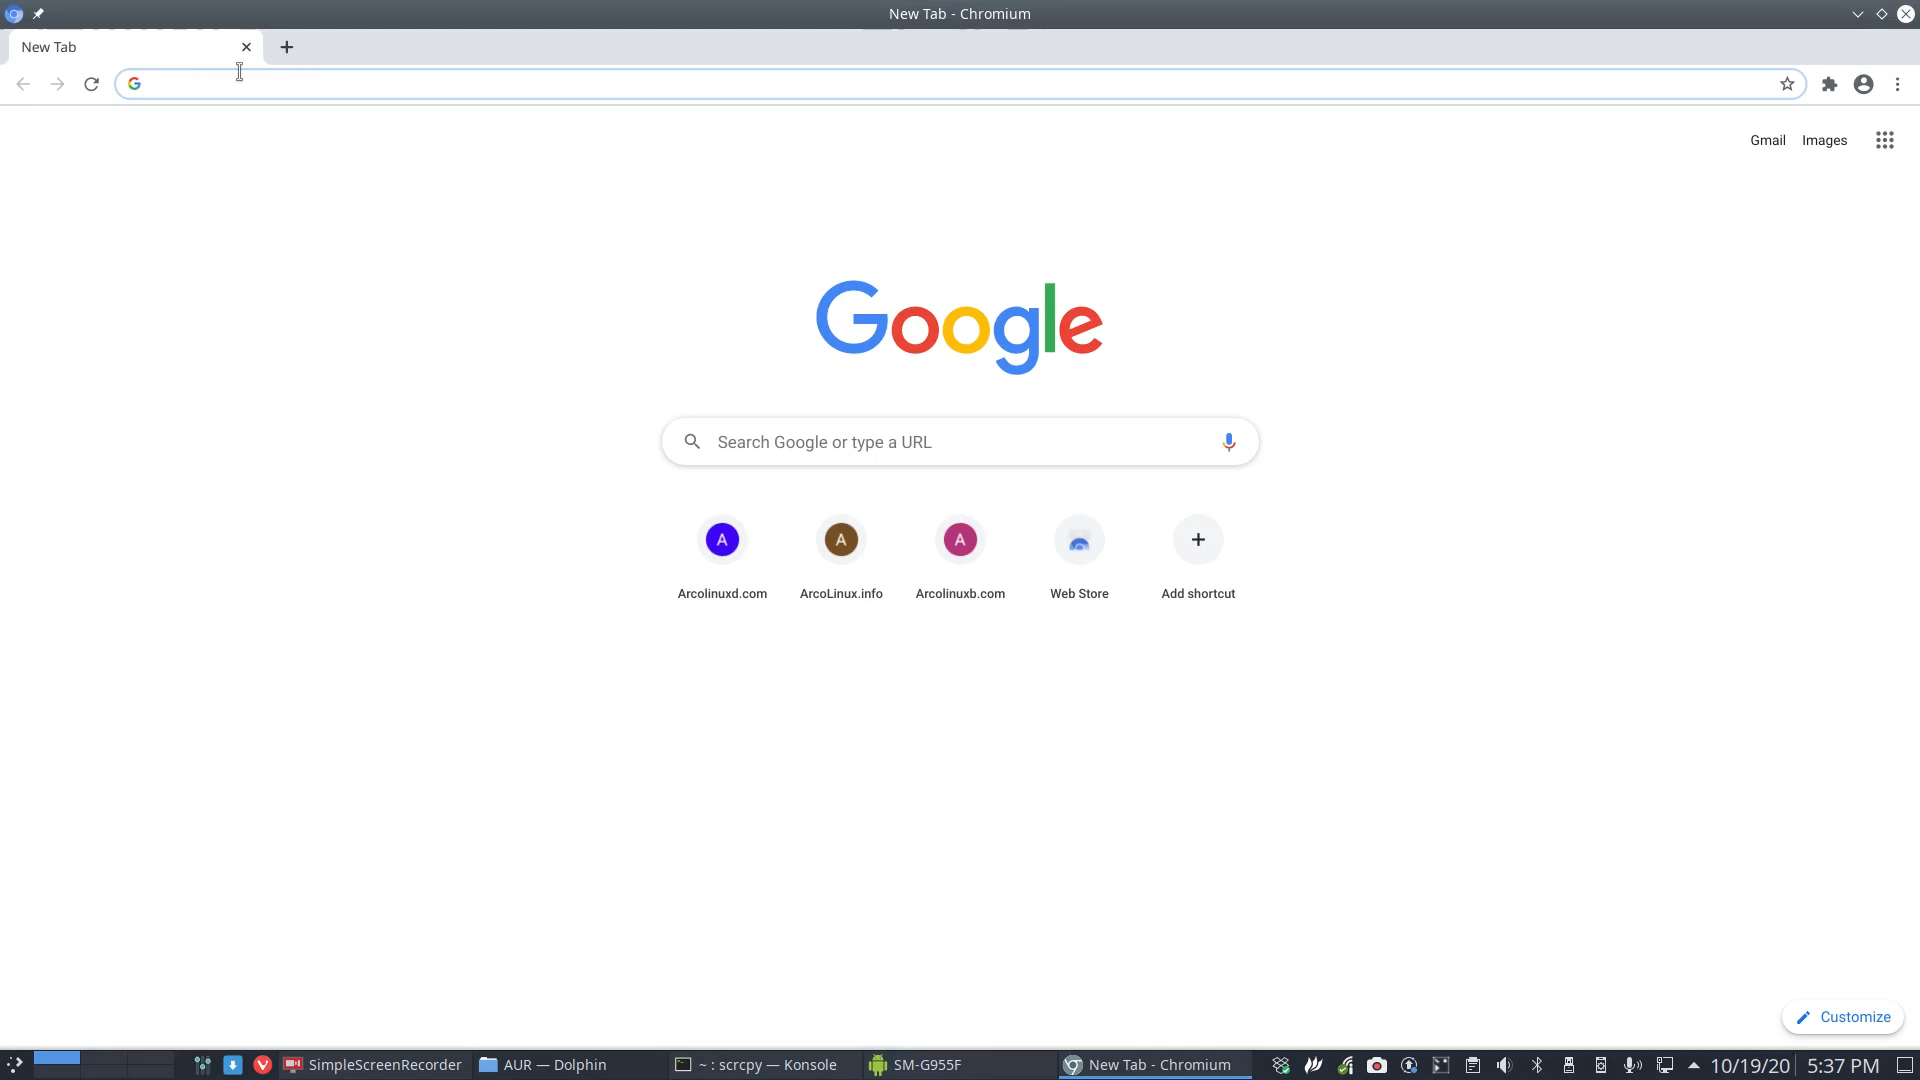 New Tab - Chromium
New Tab
Gmail Images
Google
Search Google or type a URL
A A A
Arcolinuxd.com ArcoLinux.info Arcolinuxb.com Web Store Add shortcut
Customize
SimpleScreenRecorder AUR — Dolphin ~ : scrcpy — Konsole SM-G955F New Tab - Chromium 10/19/20 5:37 PM